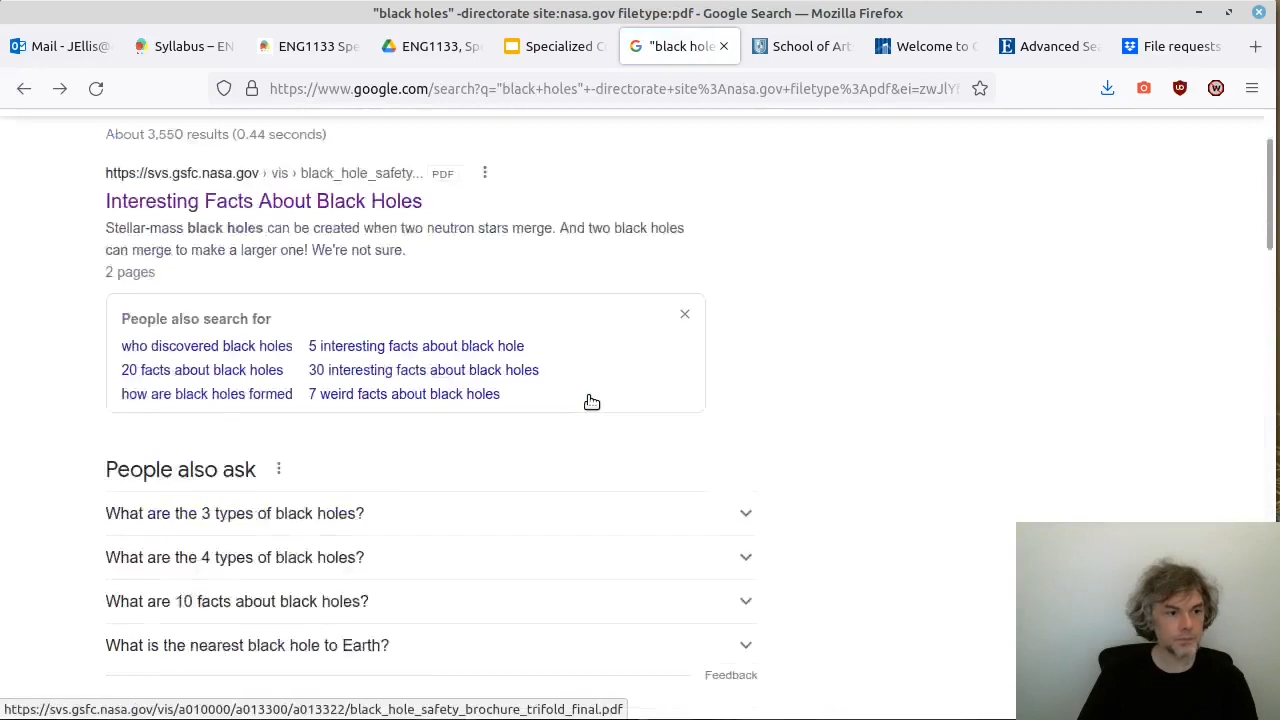 "black holes" -directorate site:nasa.gov filetype:pdf - Google Search — Mozilla Firefox
Mail - JEllis@
Syllabus – EN
ENG1133 Spe
ENG1133, Sp
Specialized C
"black hole
School of Art
Welcome to
Advanced Se
File requests
https://www.google.com/search?q="black+holes"+-directorate+site%3Anasa.gov+filetype%3Apdf&ei=
About 3,550 results (0.44 seconds)
https://svs.gsfc.nasa.gov › vis › black_hole_safety... PDF
Interesting Facts About Black Holes
Stellar-mass black holes can be created when two neutron stars merge. And two black holes
can merge to make a larger one! We're not sure.
2 pages
People also search for
who discovered black holes 5 interesting facts about black hole
20 facts about black holes 30 interesting facts about black holes
how are black holes formed 7 weird facts about black holes
People also ask
What are the 3 types of black holes?
What are the 4 types of black holes?
What are 10 facts about black holes?
What is the nearest black hole to Earth?
Feedback
https://svs.gsfc.nasa.gov/vis/a010000/a013300/a013322/black_hole_safety_brochure_trifold_final.pdf